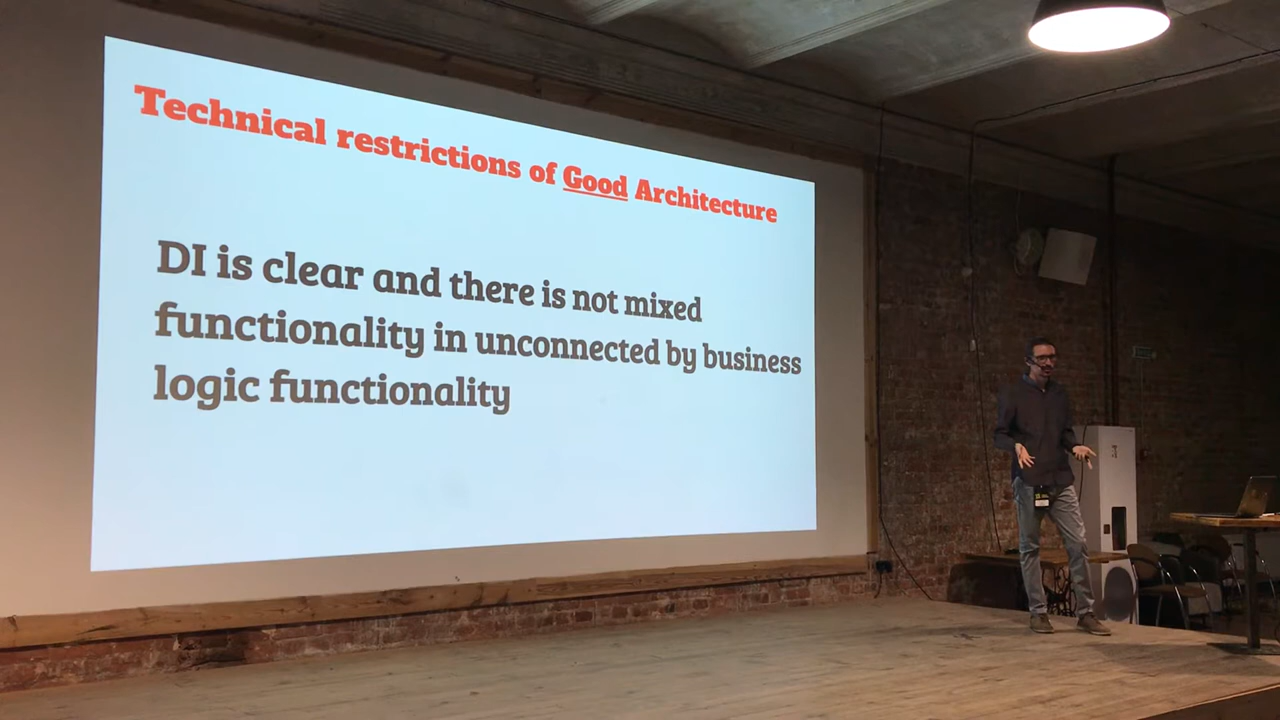 Technical restrictions of Good Architecture
DI is clear and there is not mixed
functionality in unconnected by business
logic functionality